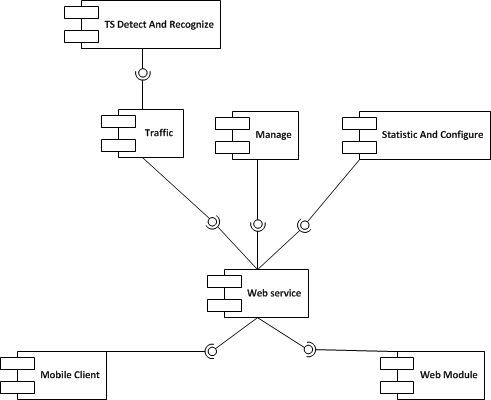 TS Detect And Recognize
Traffic
Manage
Statistic And Configure
Web service
Mobile Client
Web Module